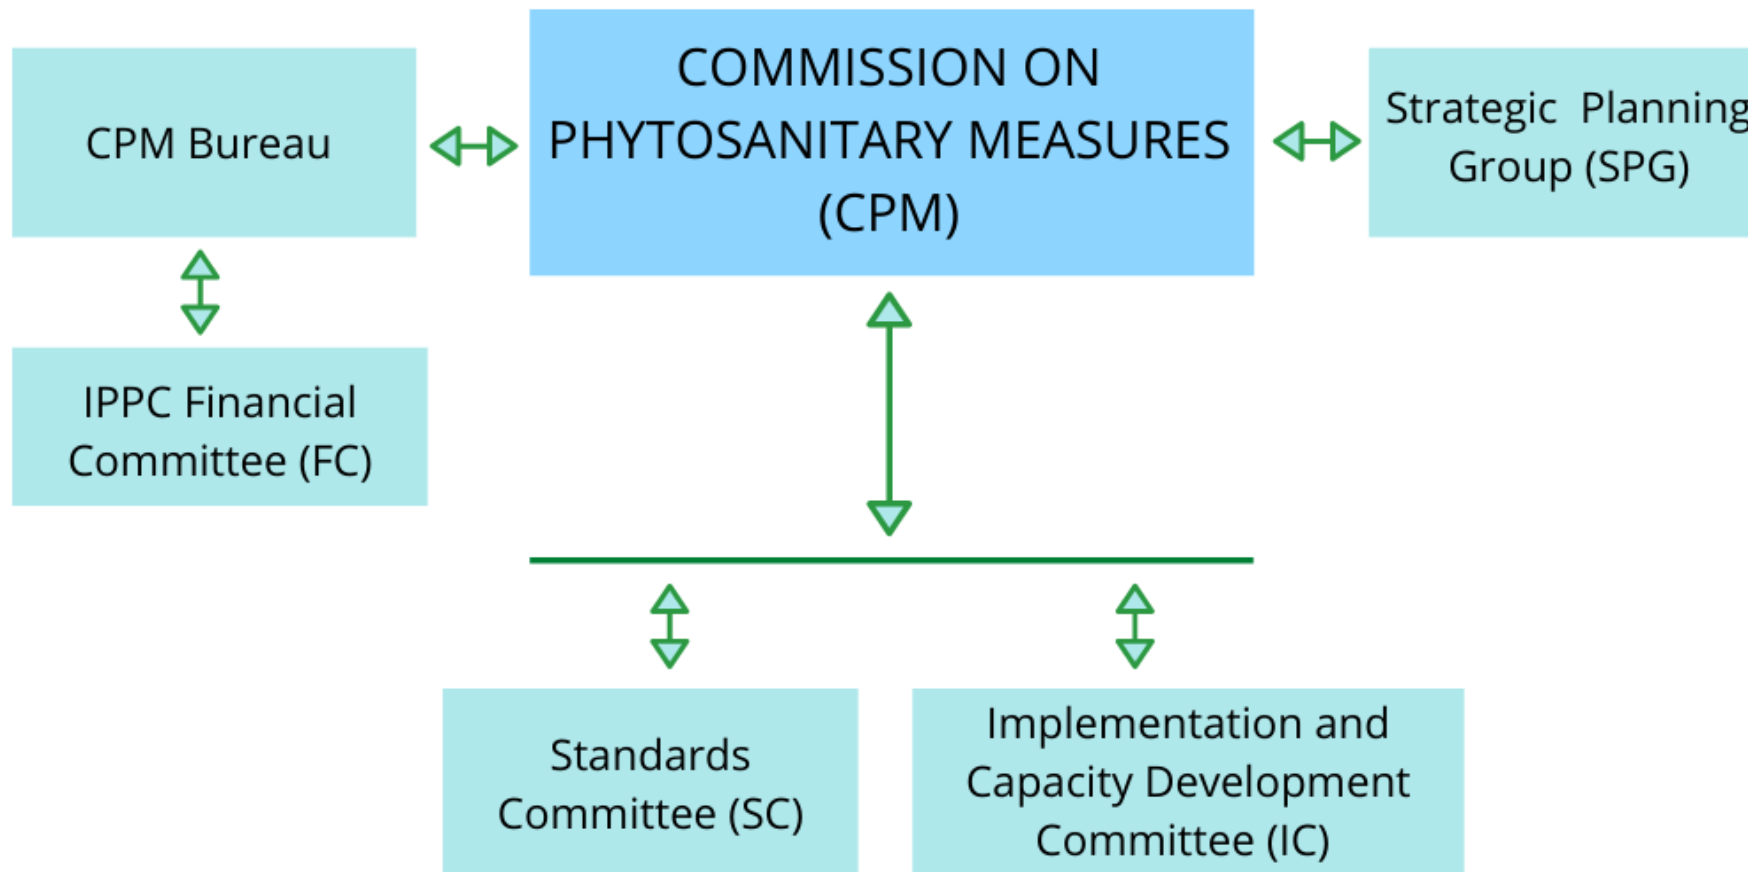 CPM Bureau
COMMISSION ON
PHYTOSANITARY MEASURES
(CPM)
Strategic Planning
Group (SPG)
IPPC Financial
Committee (FC)
Standards
Committee (SC)
Implementation and
Capacity Development
Committee (IC)